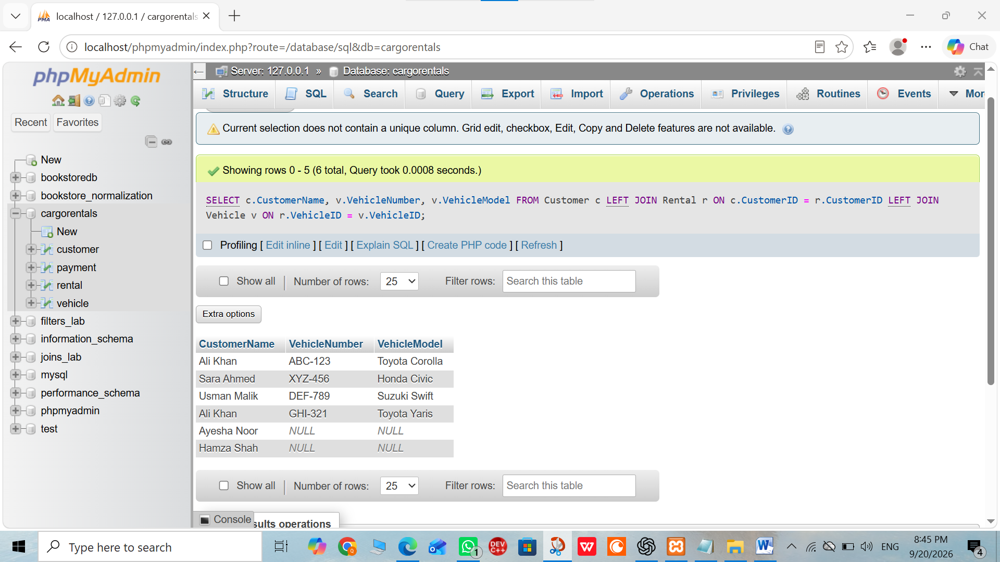 localhost / 127.0.0.1 / cargorentals
localhost/phpmyadmin/index.php?route=/database/sql&db=cargorentals
Chat
phpMyAdmin
Recent Favorites
New
bookstoredb
bookstore_normalization
cargorentals
New
customer
payment
rental
vehicle
filters_lab
information_schema
joins_lab
mysql
performance_schema
phpmyadmin
test
Server: 127.0.0.1 » Database: cargorentals
Structure SQL Search Query Export Import Operations Privileges Routines Events Mor
Current selection does not contain a unique column. Grid edit, checkbox, Edit, Copy and Delete features are not available.
Showing rows 0 - 5 (6 total, Query took 0.0008 seconds.)
SELECT c.CustomerName, v.VehicleNumber, v.VehicleModel FROM Customer c LEFT JOIN Rental r ON c.CustomerID = r.CustomerID LEFT JOIN
Vehicle v ON r.VehicleID = v.VehicleID;
Profiling [ Edit inline ] [ Edit ] [ Explain SQL ] [ Create PHP code ] [ Refresh ]
Show all | Number of rows: 25 Filter rows: Search this table
Extra options
CustomerName VehicleNumber VehicleModel
Ali Khan ABC-123 Toyota Corolla
Sara Ahmed XYZ-456 Honda Civic
Usman Malik DEF-789 Suzuki Swift
Ali Khan GHI-321 Toyota Yaris
Ayesha Noor NULL NULL
Hamza Shah NULL NULL
Show all | Number of rows: 25 Filter rows: Search this table
Console sults operations
Type here to search
DEV C++
1
ENG
8:45 PM
9/20/2026
4